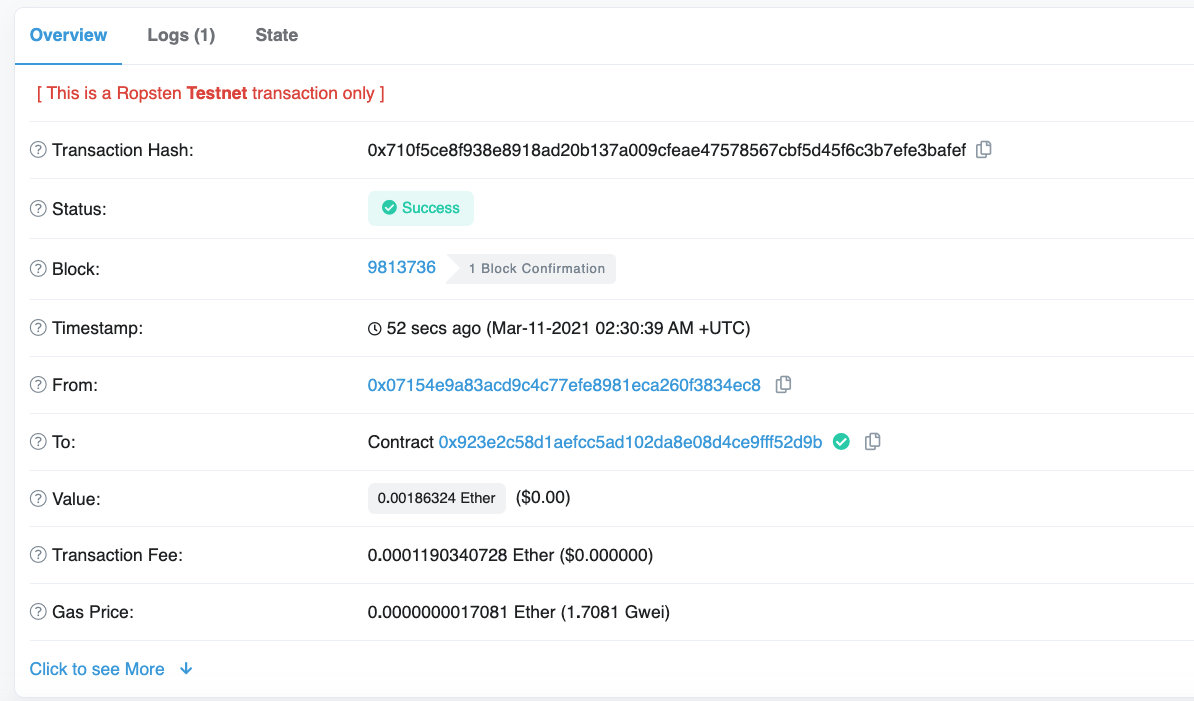 Overview Logs (1) State
[ This is a Ropsten Testnet transaction only ]
Transaction Hash: 0x710f5ce8f938e8918ad20b137a009cfeae47578567cbf5d45f6c3b7efe3bafef
Status: Success
Block: 9813736 1 Block Confirmation
Timestamp: 52 secs ago (Mar-11-2021 02:30:39 AM +UTC)
From: 0x07154e9a83acd9c4c77efe8981eca260f3834ec8
To: Contract 0x923e2c58d1aefcc5ad102da8e08d4ce9fff52d9b
Value: 0.00186324 Ether ($0.00)
Transaction Fee: 0.0001190340728 Ether ($0.000000)
Gas Price: 0.0000000017081 Ether (1.7081 Gwei)
Click to see More